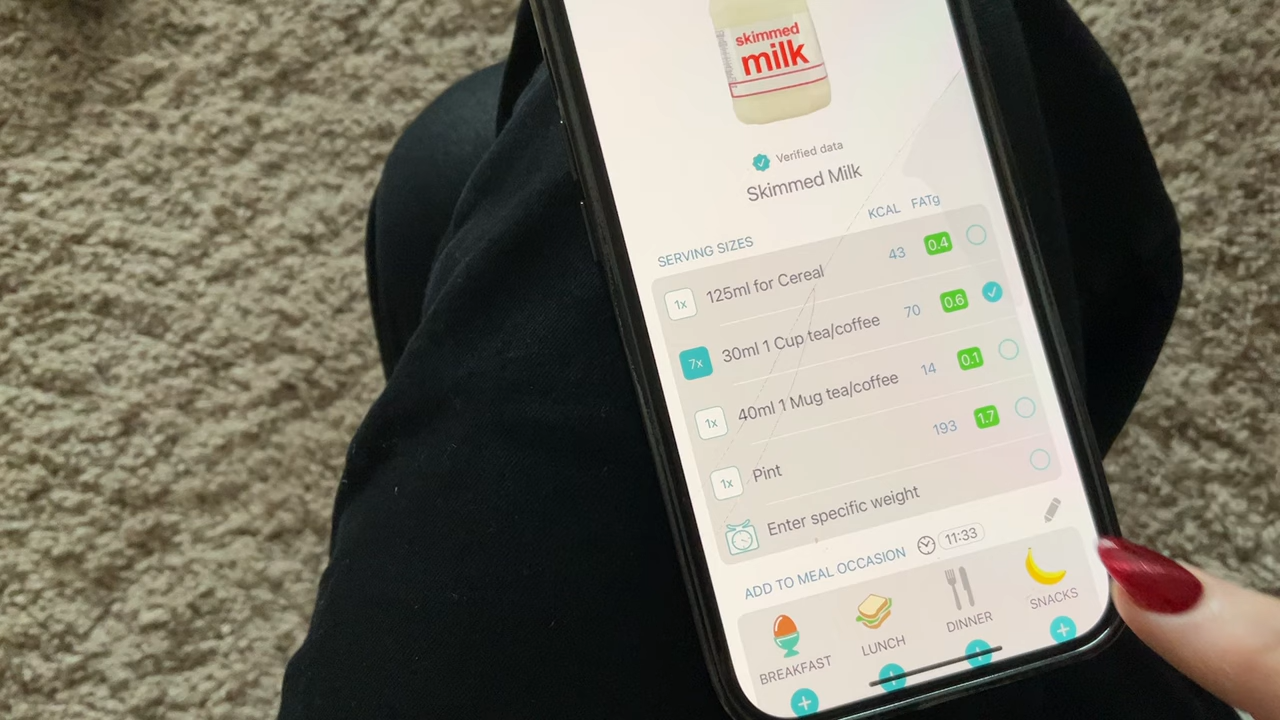 skimmed
milk
Verified data
Skimmed Milk
SERVING SIZES KCAL FATg
1x 125ml for Cereal 43 0.4
7x 30ml 1 Cup tea/coffee 70 0.6
1x 40ml 1 Mug tea/coffee 14 0.1
1x Pint 193 1.7
Enter specific weight
ADD TO MEAL OCCASION 11:33
BREAKFAST LUNCH DINNER SNACKS